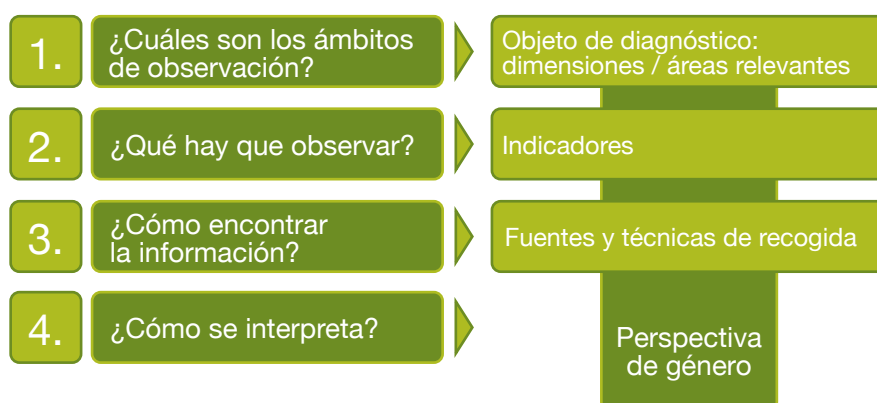 1.
¿Cuáles son los ámbitos
de observación?
Objeto de diagnóstico:
dimensiones / áreas relevantes
2.
¿Qué hay que observar?
Indicadores
3.
¿Cómo encontrar
la información?
Fuentes y técnicas de recogida
4.
¿Cómo se interpreta?
Perspectiva
de género